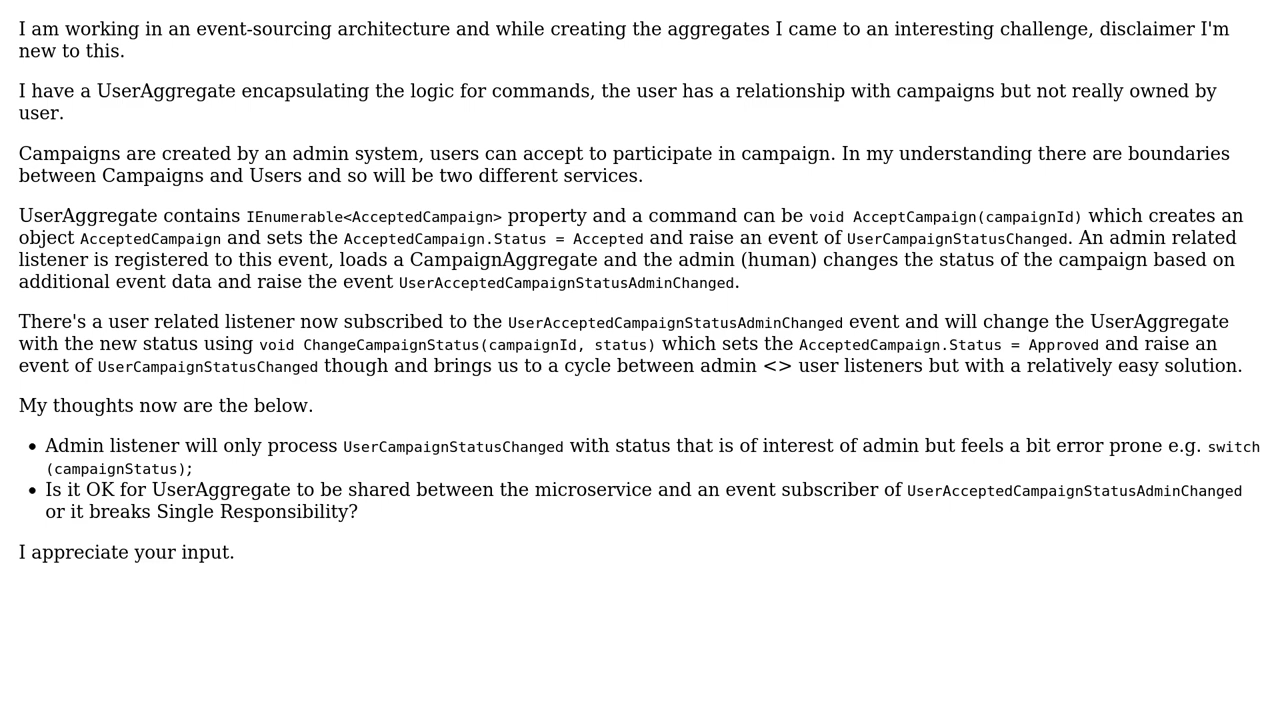 I am working in an event-sourcing architecture and while creating the aggregates I came to an interesting challenge, disclaimer I'm
new to this.
I have a UserAggregate encapsulating the logic for commands, the user has a relationship with campaigns but not really owned by
user.
Campaigns are created by an admin system, users can accept to participate in campaign. In my understanding there are boundaries
between Campaigns and Users and so will be two different services.
UserAggregate contains IEnumerable<AcceptedCampaign> property and a command can be void AcceptCampaign(campaignId) which creates an
object AcceptedCampaign and sets the AcceptedCampaign.Status = Accepted and raise an event of UserCampaignStatusChanged. An admin related
listener is registered to this event, loads a CampaignAggregate and the admin (human) changes the status of the campaign based on
additional event data and raise the event UserAcceptedCampaignStatusAdminChanged.
There's a user related listener now subscribed to the UserAcceptedCampaignStatusAdminChanged event and will change the UserAggregate
with the new status using void ChangeCampaignStatus(campaignId, status) which sets the AcceptedCampaign.Status = Approved and raise an
event of UserCampaignStatusChanged though and brings us to a cycle between admin <> user listeners but with a relatively easy solution.
My thoughts now are the below.
• Admin listener will only process UserCampaignStatusChanged with status that is of interest of admin but feels a bit error prone e.g. switch
(campaignStatus);
• Is it OK for UserAggregate to be shared between the microservice and an event subscriber of UserAcceptedCampaignStatusAdminChanged
or it breaks Single Responsibility?
I appreciate your input.